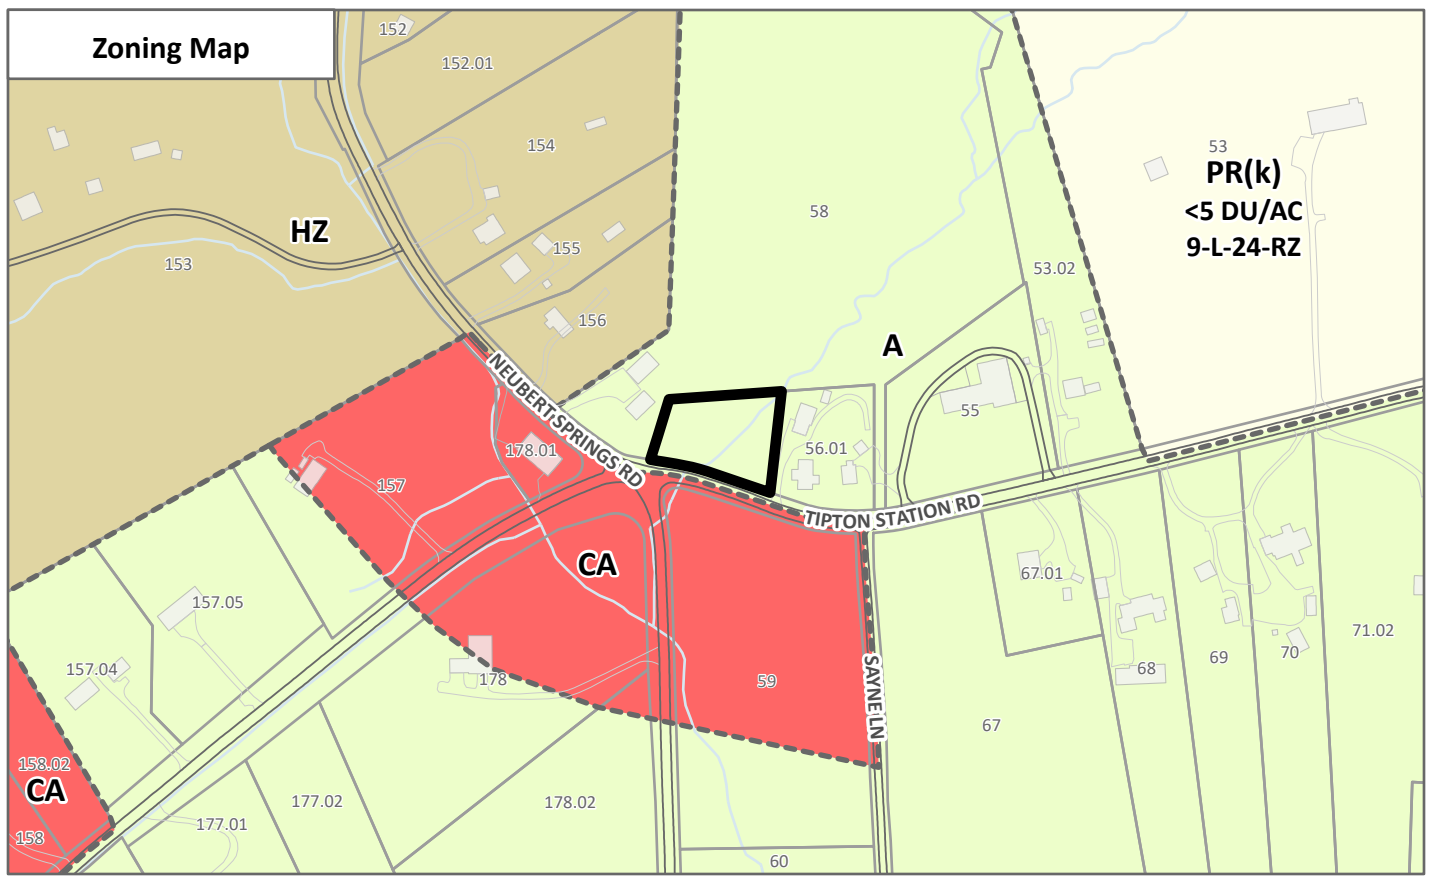 Zoning Map
152
152.01
154
53
PR(k)
<5 DU/AC
9-L-24-RZ
58
HZ
155
153
53.02
156
A
NEUBERT SPRINGS RD
55
178.01
56.01
157
TIPTON STATION RD
CA
67.01
157.05
71.02
70
69
68
157.04
178
59
SAYNE LN
67
158.02
CA
177.02
178.02
177.01
158
60